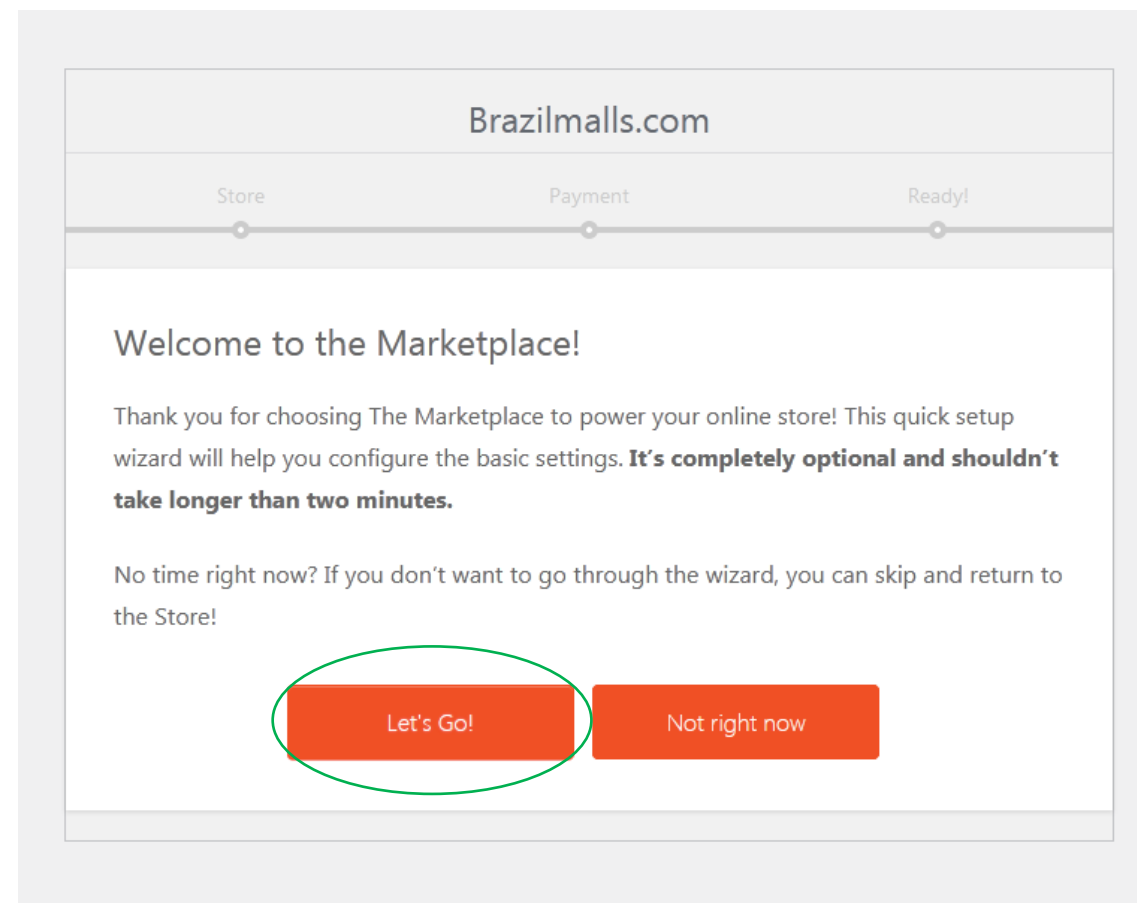 Brazilmalls.com
Store Payment Ready!
Welcome to the Marketplace!
Thank you for choosing The Marketplace to power your online store! This quick setup
wizard will help you configure the basic settings. It’s completely optional and shouldn’t
take longer than two minutes.
No time right now? If you don’t want to go through the wizard, you can skip and return to
the Store!
Let's Go! Not right now